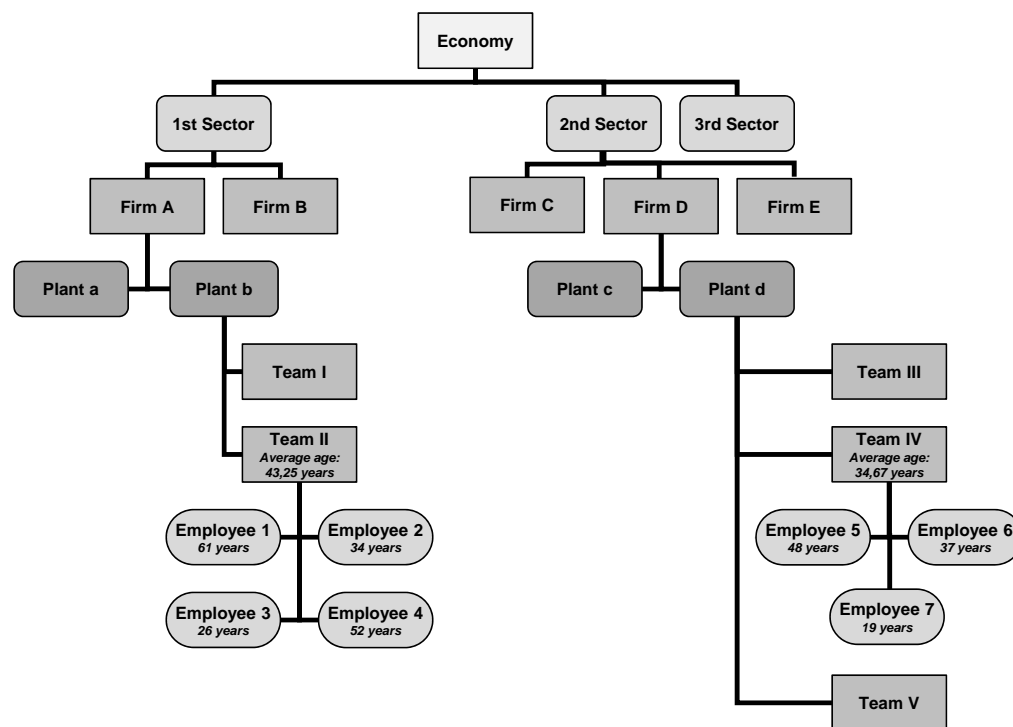 Economy
1st Sector
2nd Sector
3rd Sector
Firm A
Firm B
Firm C
Firm D
Firm E
Plant a
Plant b
Plant c
Plant d
Team I
Team III
Team II
Average age:
43,25 years
Team IV
Average age:
34,67 years
Employee 1
61 years
Employee 2
34 years
Employee 5
48 years
Employee 6
37 years
Employee 3
26 years
Employee 4
52 years
Employee 7
19 years
Team V